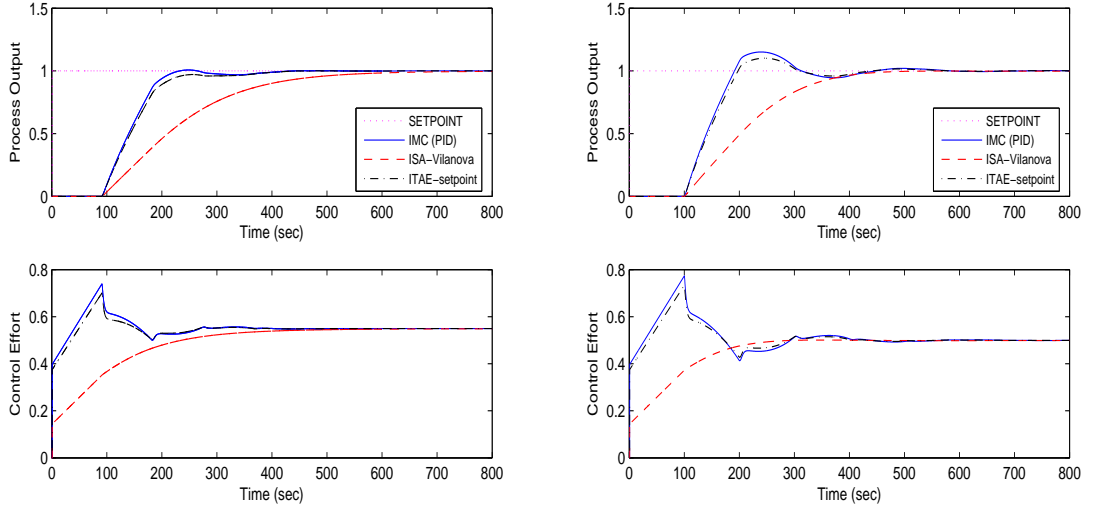 1.5
1
0.5
0
Process Output
0 100 200 300 400 500 600 700 800
Time (sec)
SETPOINT
IMC (PID)
ISA−Vilanova
ITAE−setpoint
1.5
1
0.5
0
Process Output
0 100 200 300 400 500 600 700 800
Time (sec)
SETPOINT
IMC (PID)
ISA−Vilanova
ITAE−setpoint
0.8
0.6
0.4
0.2
0
Control Effort
0 100 200 300 400 500 600 700 800
Time (sec)
0.8
0.6
0.4
0.2
0
Control Effort
0 100 200 300 400 500 600 700 800
Time (sec)